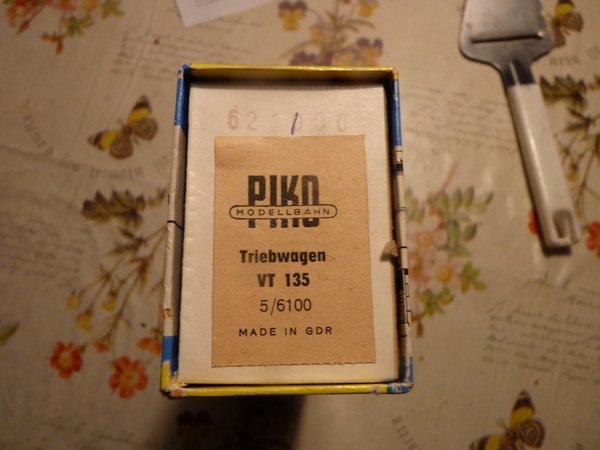 PIKO
MODELLBAHN
Triebwagen
VT 135
5/6100
MADE IN GDR